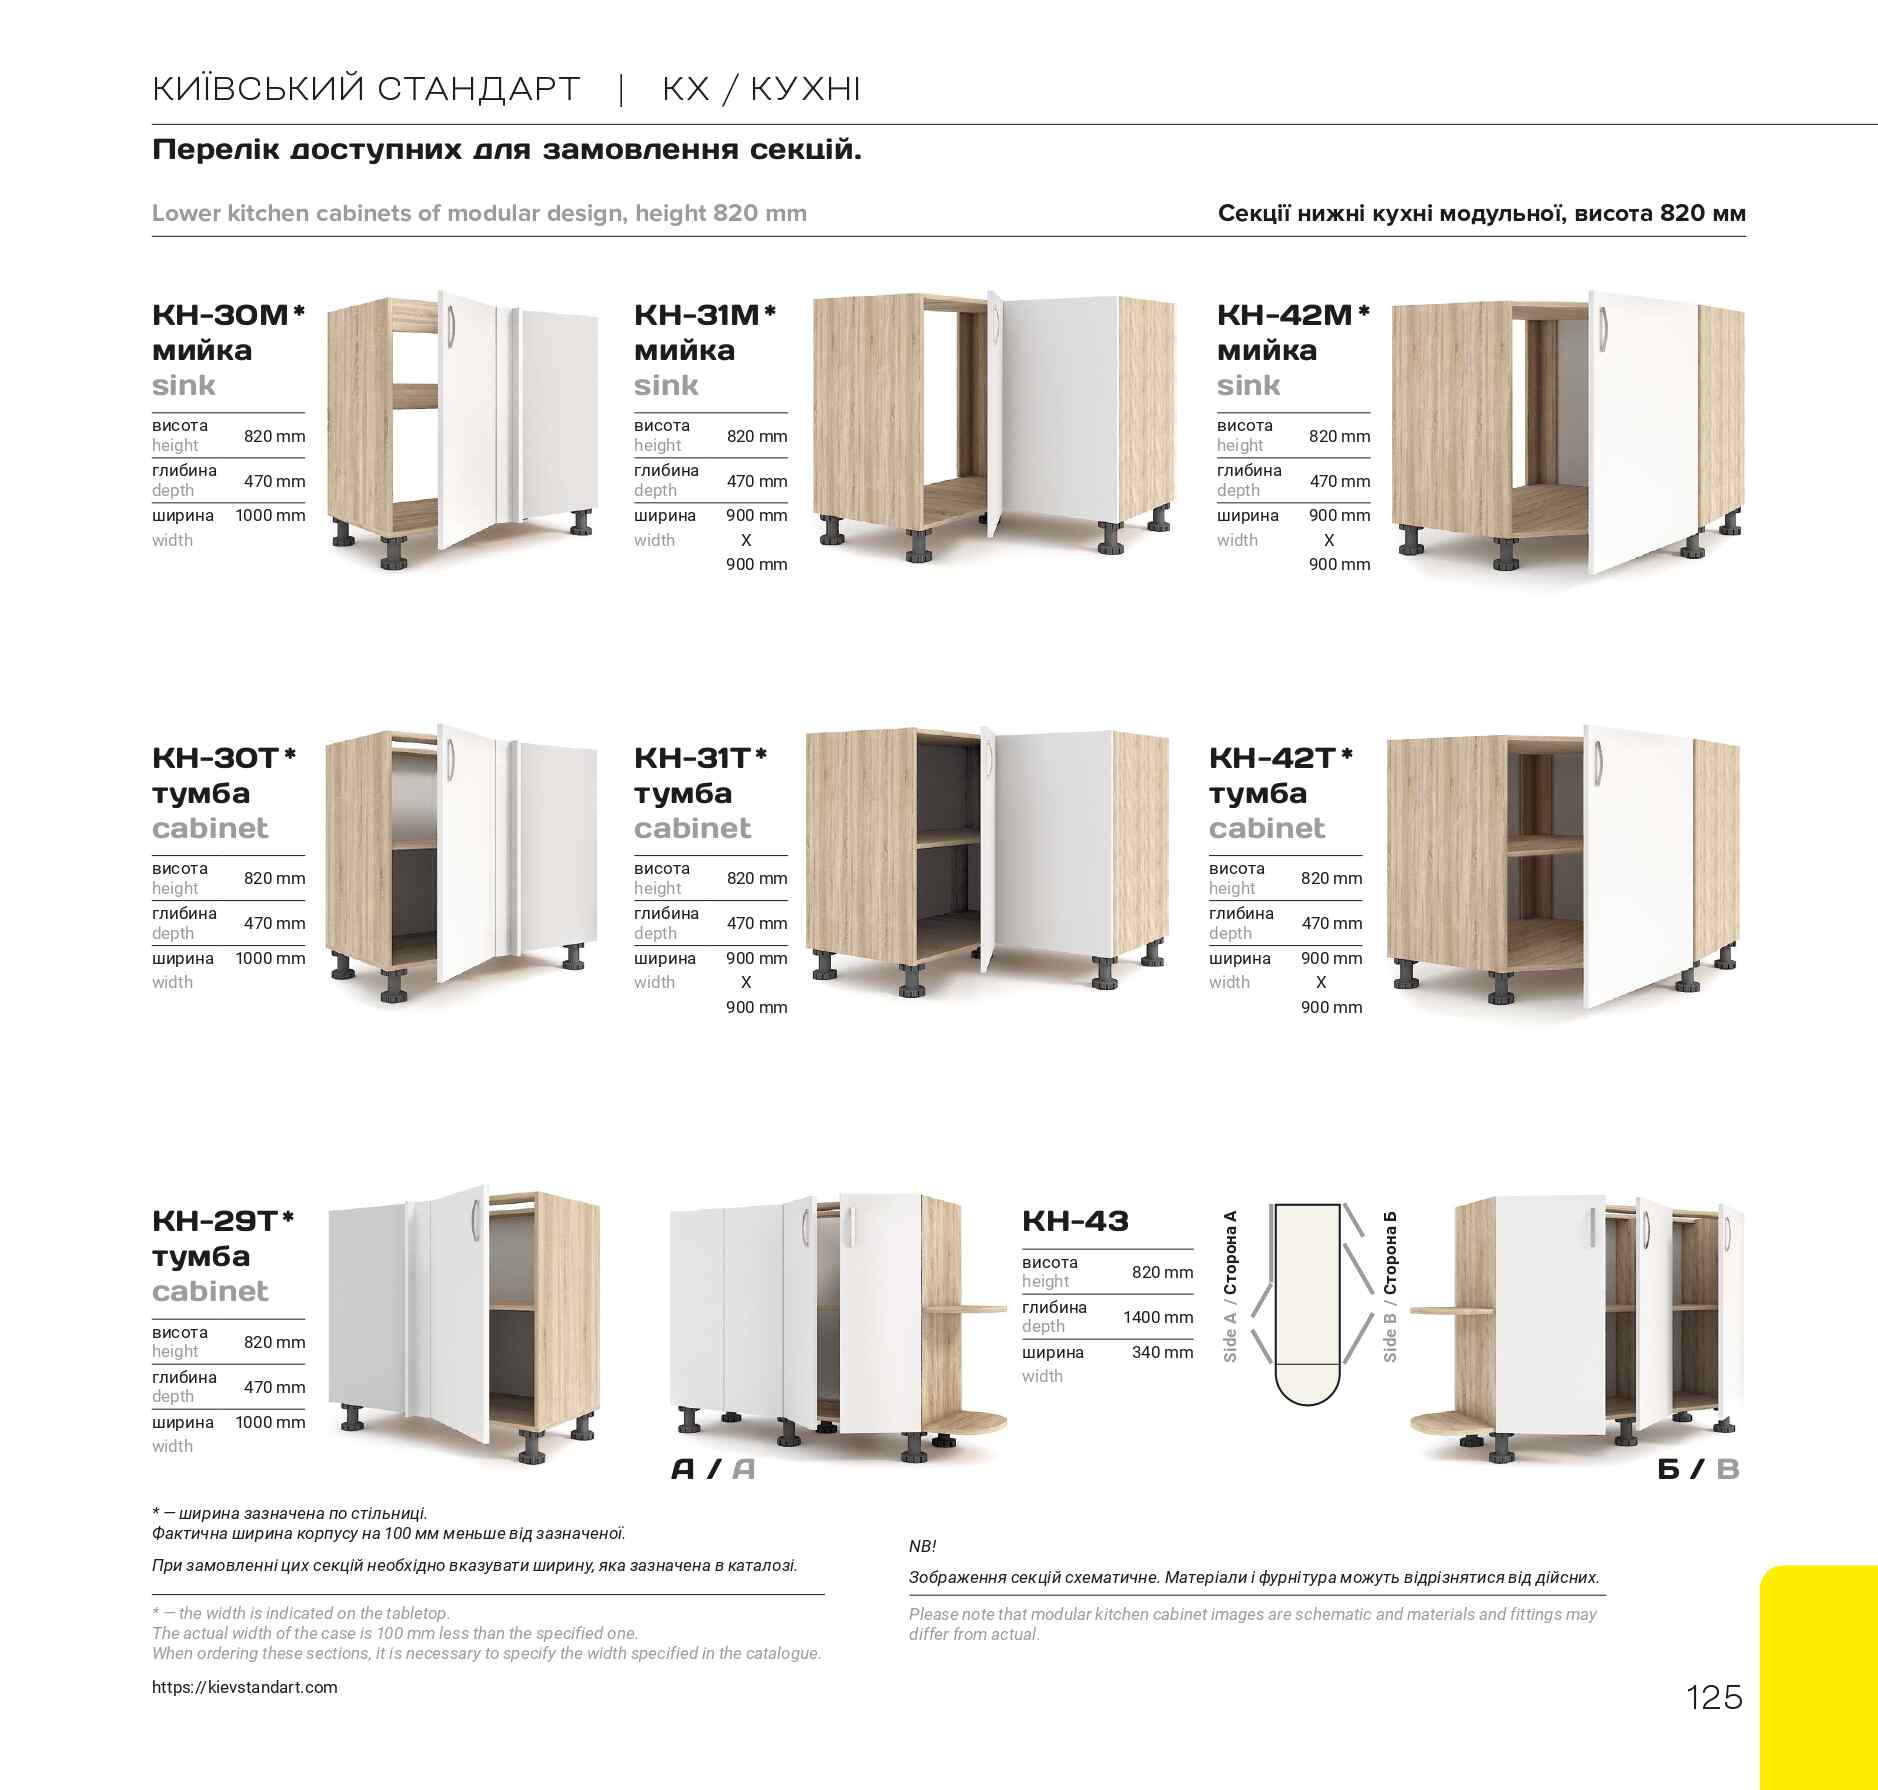 КИЇВСЬКИЙ СТАНДАРТ | КХ / КУХНІ
Перелік доступних для замовлення секцій.
Lower kitchen cabinets of modular design, height 820 mm
Секції нижні кухні модульної, висота 820 мм
КН-30М*
мийка
sink
висота
height 820 mm
глибина
depth 470 mm
ширина 1000 mm
width
КН-31М*
мийка
sink
висота
height 820 mm
глибина
depth 470 mm
ширина 900 mm
width X
900 mm
КН-42М*
мийка
sink
висота
height 820 mm
глибина
depth 470 mm
ширина 900 mm
width X
900 mm
КН-30Т*
тумба
cabinet
висота
height 820 mm
глибина
depth 470 mm
ширина 1000 mm
width
КН-31Т*
тумба
cabinet
висота
height 820 mm
глибина
depth 470 mm
ширина 900 mm
width X
900 mm
КН-42Т*
тумба
cabinet
висота
height 820 mm
глибина
depth 470 mm
ширина 900 mm
width X
900 mm
КН-29Т*
тумба
cabinet
висота
height 820 mm
глибина
depth 470 mm
ширина 1000 mm
width
А / A
КН-43
висота
height 820 mm
глибина
depth 1400 mm
ширина 340 mm
width
Side A / Сторона А
Side B / Сторона Б
Б / B
* — ширина зазначена по стільниці.
Фактична ширина корпусу на 100 мм меньше від зазначеної.
При замовленні цих секцій необхідно вказувати ширину, яка зазначена в каталозі.
* — the width is indicated on the tabletop.
The actual width of the case is 100 mm less than the specified one.
When ordering these sections, it is necessary to specify the width specified in the catalogue.
NB!
Зображення секцій схематичне. Матеріали і фурнітура можуть відрізнятися від дійсних.
Please note that modular kitchen cabinet images are schematic and materials and fittings may
differ from actual.
https://kievstandart.com
125